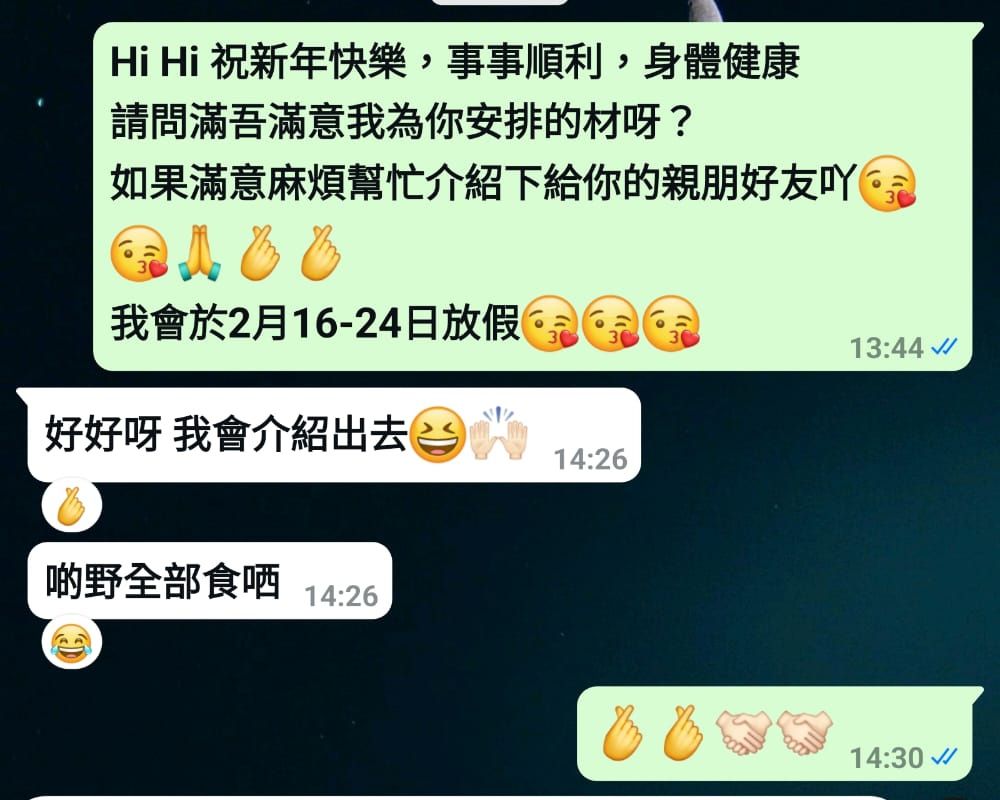 Hi Hi 祝新年快樂，事事順利，身體健康
請問滿吾滿意我為你安排的材呀？
如果滿意麻煩幫忙介紹下給你的親朋好友吖😘
😘🙏🫰🫰
我會於2月16-24日放假😘😘😘
13:44
好好呀 我會介紹出去😆🙌🏻
14:26
🫰
啲野全部食哂
14:26
😂
🫰🫰🤝🏻🤝🏻
14:30